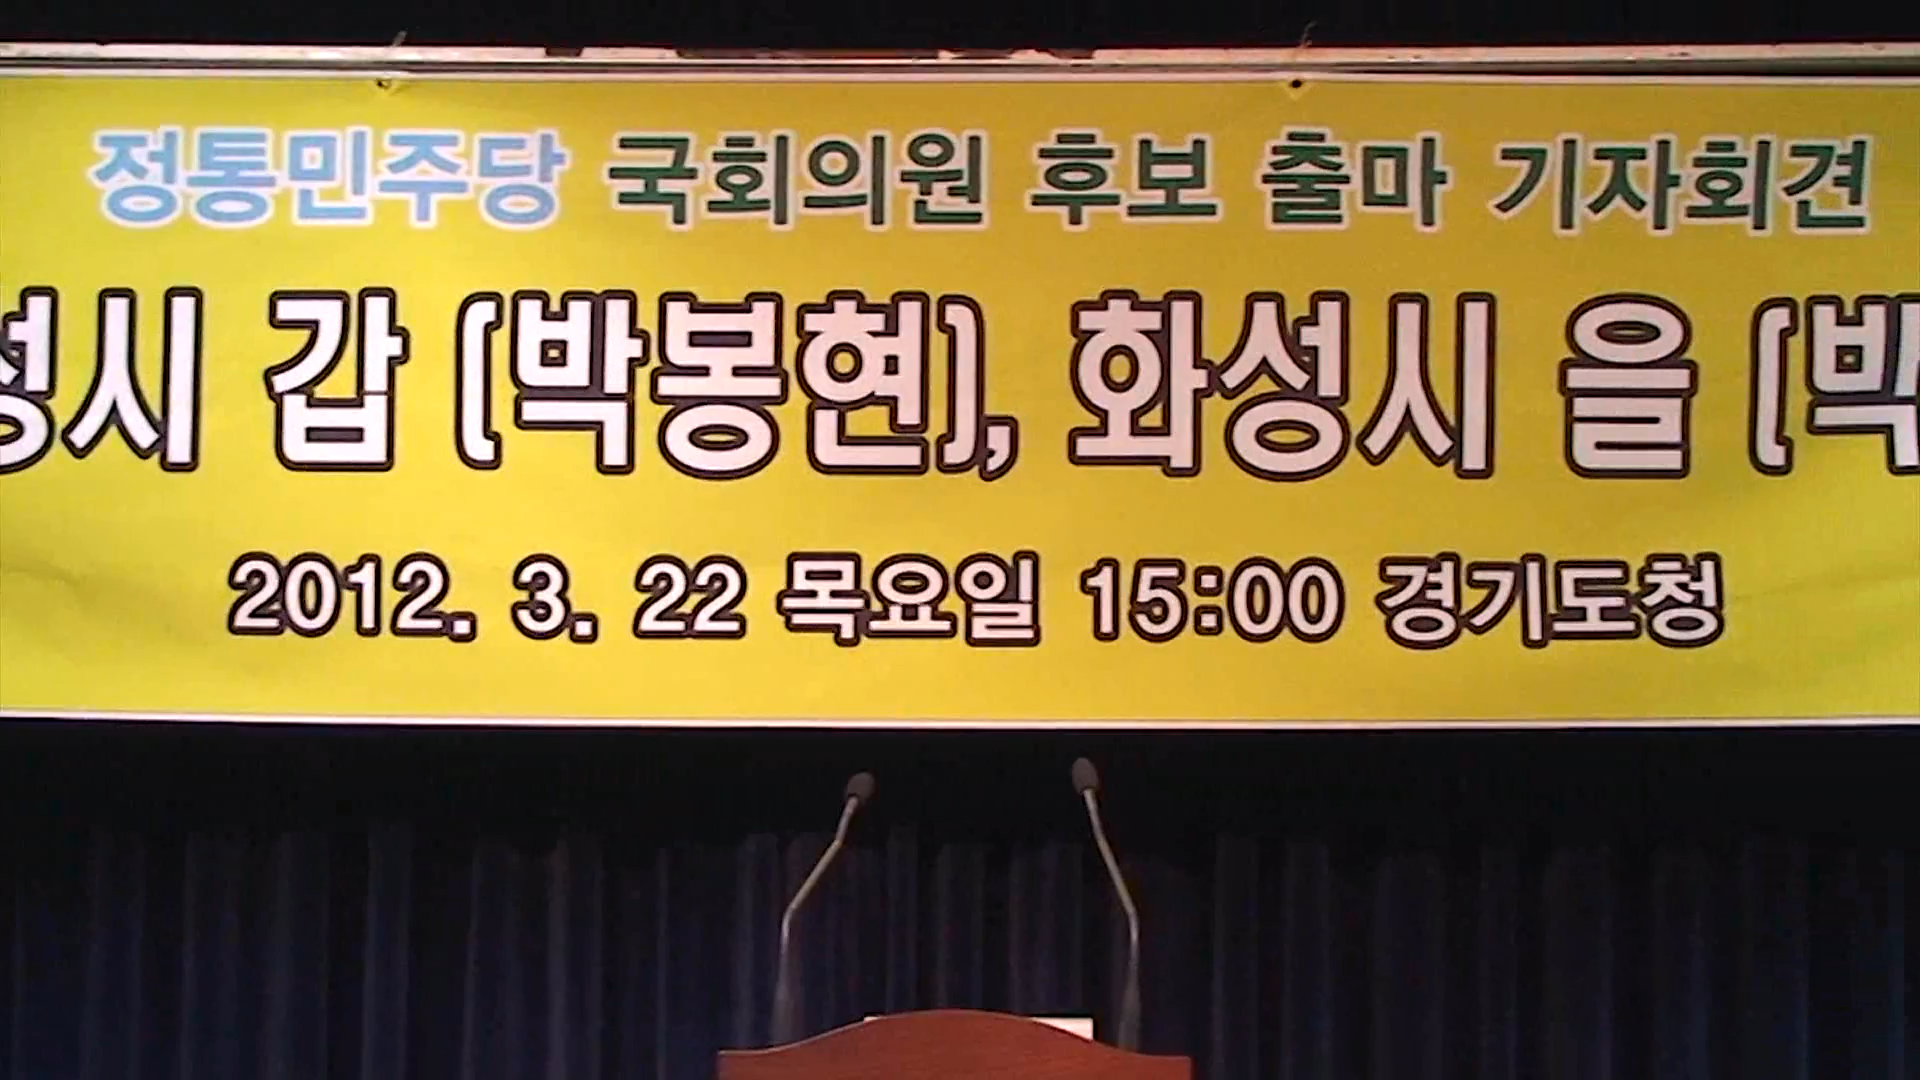 정통민주당 국회의원 후보 출마 기자회견
성시 갑 (박봉현), 화성시 을 (박
2012. 3. 22 목요일 15:00 경기도청